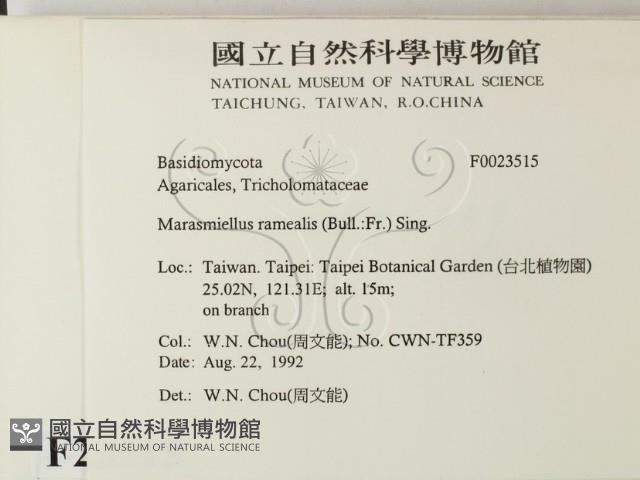 國立自然科學博物館
NATIONAL MUSEUM OF NATURAL SCIENCE
TAICHUNG, TAIWAN, R.O.CHINA
Basidiomycota F0023515
Agaricales, Tricholomataceae
Marasmiellus ramealis (Bull.:Fr.) Sing.
Loc.: Taiwan. Taipei: Taipei Botanical Garden (台北植物園)
25.02N, 121.31E; alt. 15m;
on branch
Col.: W.N. Chou(周文能); No. CWN-TF359
Date: Aug. 22, 1992
Det.: W.N. Chou(周文能)
國立自然科學博物館
NATIONAL MUSEUM OF NATURAL SCIENCE
F2